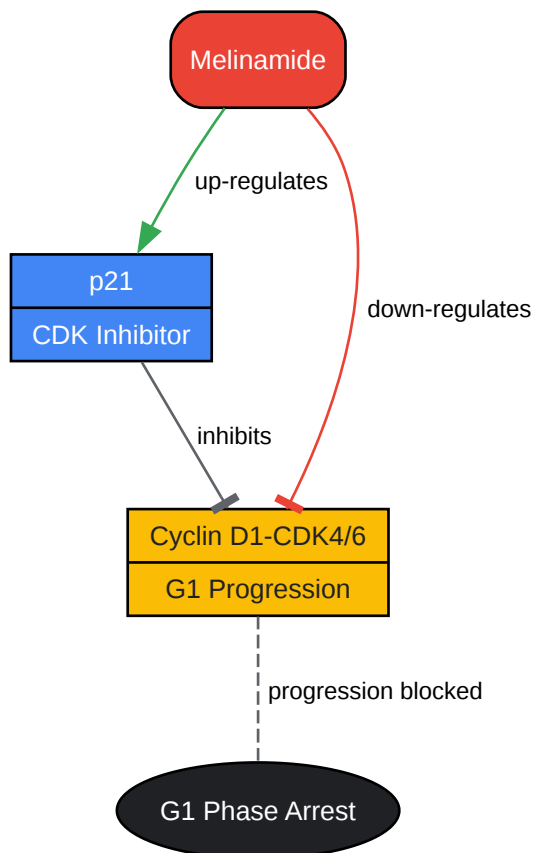 Melinamide
up-regulates
p21
down-regulates
CDK Inhibitor
inhibits
Cyclin D1-CDK4/6
G1 Progression
progression blocked
G1 Phase Arrest